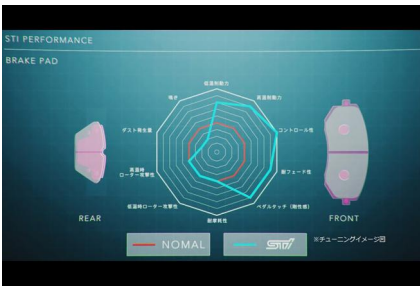 STI PERFORMANCE
BRAKE PAD
低温制動力
高温制動力
コントロール性
耐フェード性
ペダルタッチ（剛性感）
耐摩耗性
低温時ローター攻撃性
高温時
ローター攻撃性
ダスト発生量
鳴き
REAR
FRONT
NOMAL
STI
※チューニングイメージ図